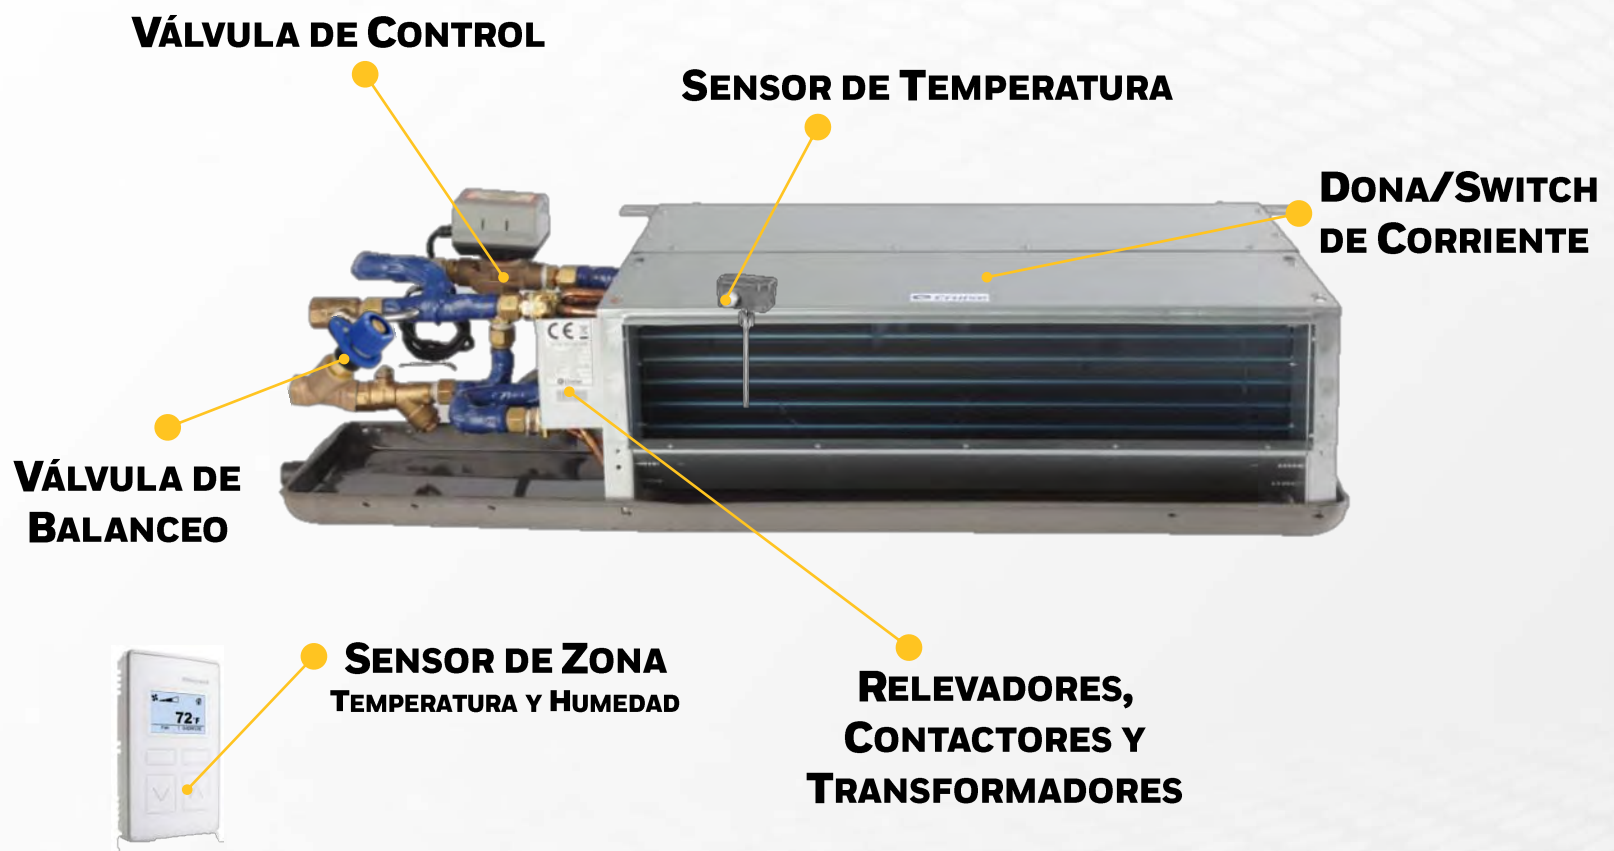 VÁLVULA DE CONTROL
SENSOR DE TEMPERATURA
DONA/SWITCH
DE CORRIENTE
CE
VÁLVULA DE
BALANCEO
SENSOR DE ZONA
TEMPERATURA Y HUMEDAD
72°F
RELEVADORES,
CONTACTORES Y
TRANSFORMADORES